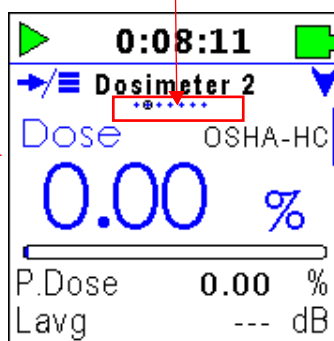 0:08:11
Dosimeter 2
Dose OSHA-HC
0.00 %
P.Dose 0.00 %
Lavg --- dB